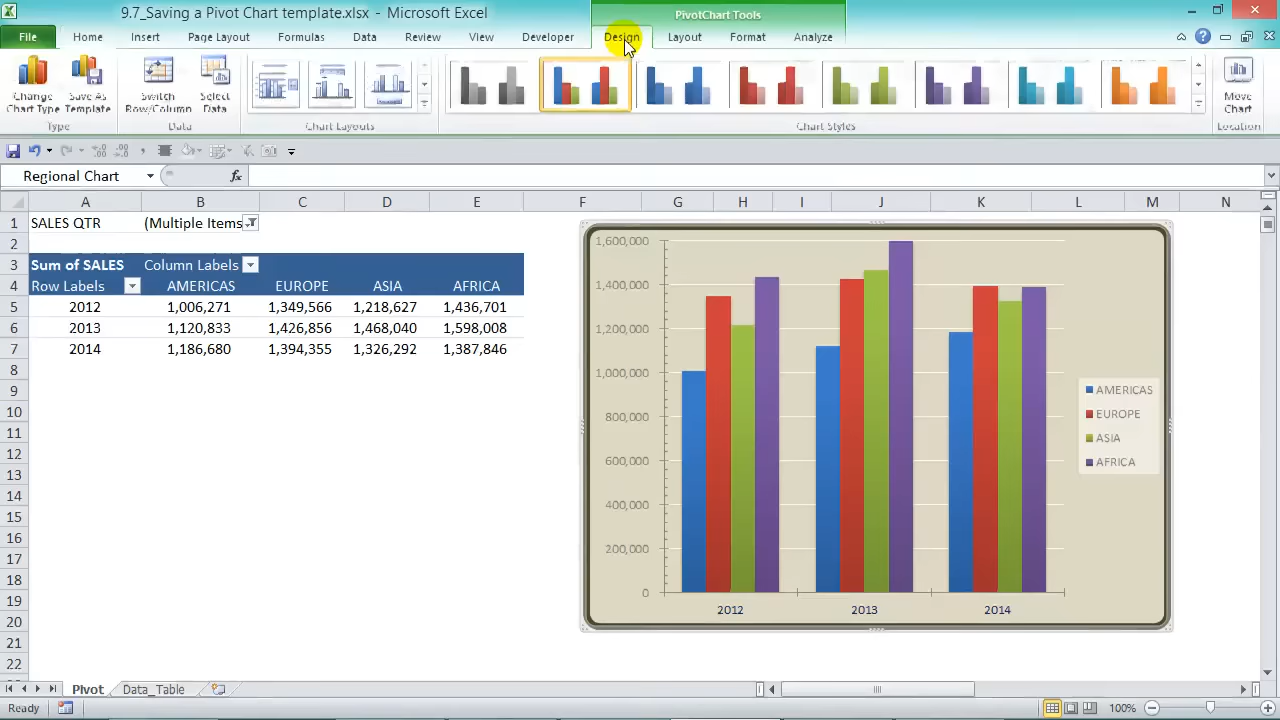 9.7_Saving a Pivot Chart template.xlsx - Microsoft Excel
PivotChart Tools
File Home Insert Page Layout Formulas Data Review View Developer Design Layout Format Analyze
Change Chart Type
Save As Template
Switch Row/Column
Select Data
Move Chart
Type Data Chart Layouts Chart Styles Location
Regional Chart fx
A B C D E F G H I J K L M N
1 SALES QTR (Multiple Items
2
3 Sum of SALES Column Labels
4 Row Labels AMERICAS EUROPE ASIA AFRICA
5 2012 1,006,271 1,349,566 1,218,627 1,436,701
6 2013 1,120,833 1,426,856 1,468,040 1,598,008
7 2014 1,186,680 1,394,355 1,326,292 1,387,846
8
9
10
11
12
13
14
15
16
17
18
19
20
21
22
1,600,000
1,400,000
1,200,000
1,000,000
800,000
600,000
400,000
200,000
0
2012 2013 2014
AMERICAS
EUROPE
ASIA
AFRICA
Pivot Data_Table
Ready 100%